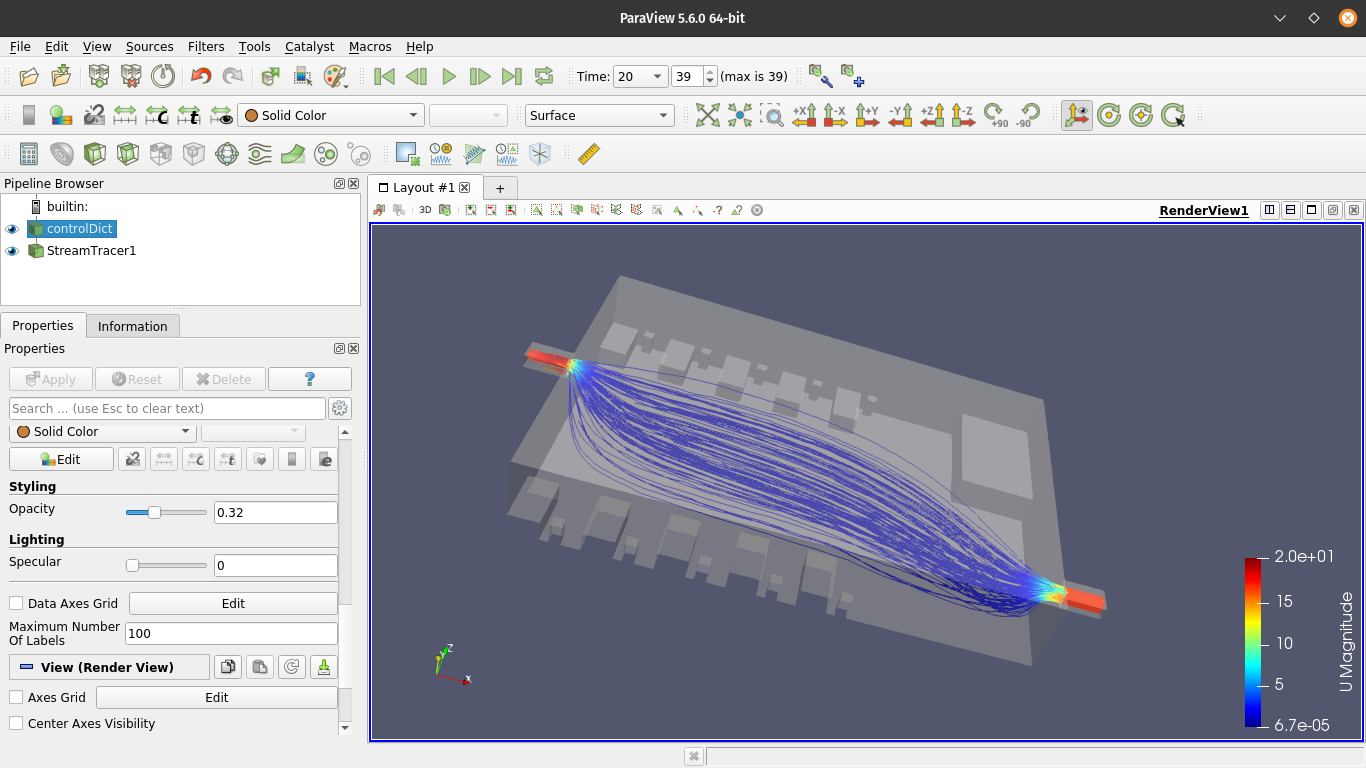 ParaView 5.6.0 64-bit
File Edit View Sources Filters Tools Catalyst Macros Help
Time: 20 39 (max is 39)
Solid Color Surface +X -X +Y -Y +Z -Z +90 -90
Pipeline Browser
builtin:
controlDict
StreamTracer1
Properties Information
Properties
Apply Reset Delete ?
Search ... (use Esc to clear text)
Solid Color
Edit
Styling
Opacity 0.32
Lighting
Specular 0
Data Axes Grid Edit
Maximum Number
Of Labels 100
View (Render View)
Axes Grid Edit
Center Axes Visibility
Layout #1 +
3D RenderView1
2.0e+01
15
10
5
6.7e-05
U Magnitude
Z
Y
X